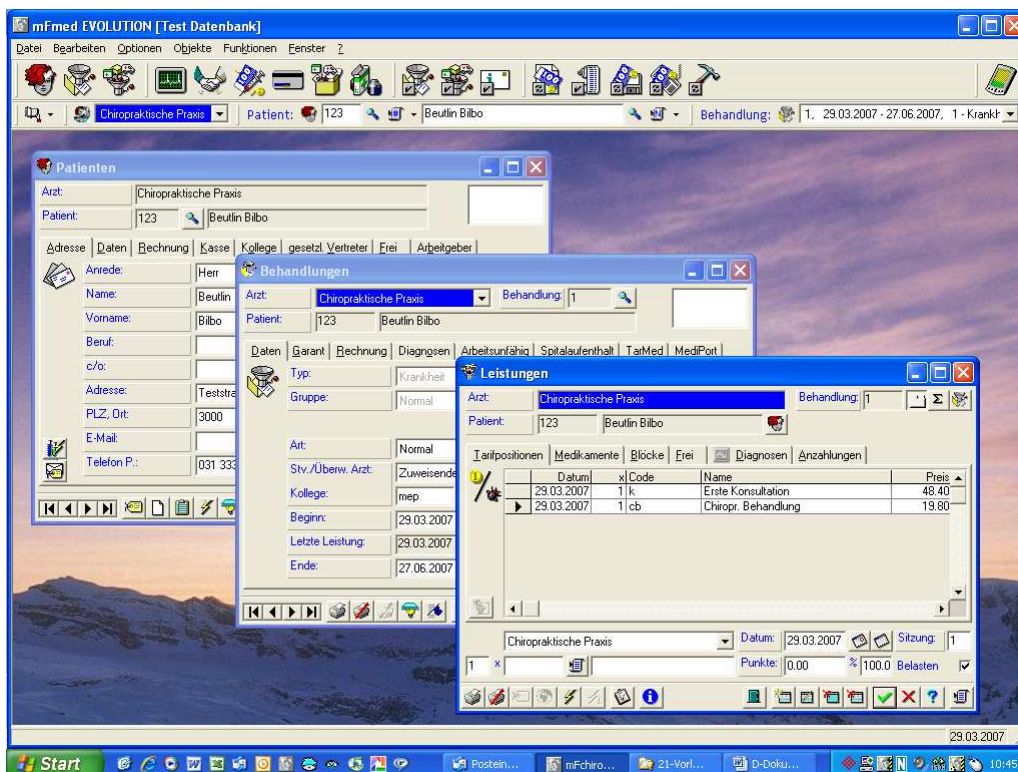 mFmed EVOLUTION [Test Datenbank]
Datei Bearbeiten Optionen Objekte Funktionen Fenster ?
Chiropraktische Praxis Patient: 123 Beutlin Bilbo Behandlung: 1, 29.03.2007 - 27.06.2007, 1 - Krankh
Patienten
Arzt: Chiropraktische Praxis
Patient: 123 Beutlin Bilbo
Adresse Daten Rechnung Kasse Kollege gesetzl. Vertreter Frei Arbeitgeber
Anrede: Herr
Name: Beutlin
Vorname: Bilbo
Beruf:
c/o:
Adresse: Teststra
PLZ, Ort: 3000
E-Mail:
Telefon P.: 031 333
Behandlungen
Arzt: Chiropraktische Praxis Behandlung: 1
Patient: 123 Beutlin Bilbo
Daten Garant Rechnung Diagnosen Arbeitsunfähig Spitalaufenthalt TarMed MediPort
Typ: Krankheit
Gruppe: Normal
Art: Normal
Stv./Überw. Arzt: Zuweisende
Kollege: mep
Beginn: 29.03.2007
Letzte Leistung: 29.03.2007
Ende: 27.06.2007
Leistungen
Arzt: Chiropraktische Praxis Behandlung: 1 Σ
Patient: 123 Beutlin Bilbo
Tarifpositionen Medikamente Blöcke Frei Diagnosen Anzahlungen
Datum x Code Name Preis
29.03.2007 1 k Erste Konsultation 48.40
29.03.2007 1 cb Chiropr. Behandlung 19.80
Chiropraktische Praxis Datum: 29.03.2007 Sitzung: 1
1 x Punkte: 0.00 % 100.0 Belasten
29.03.2007
Start Postein... mFchiro... 21-Vorl... D-Doku... 10:45